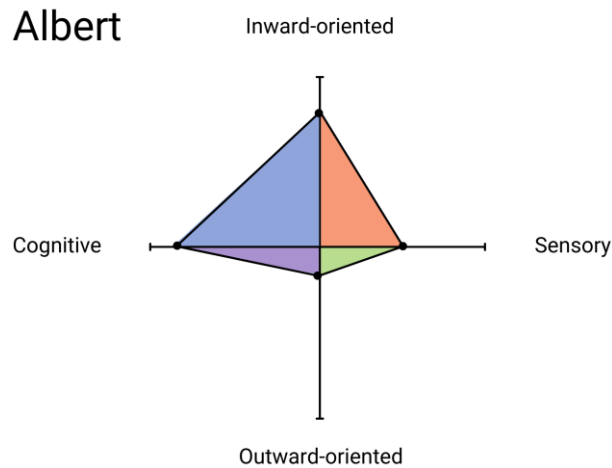 Albert
Inward-oriented
Cognitive
Sensory
Outward-oriented